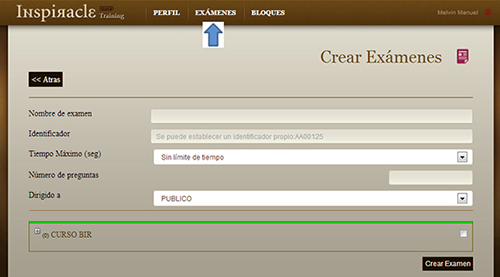 Inspiracle Training
PERFIL EXÁMENES BLOQUES Melvin Manuel
Crear Exámenes
<< Atras
Nombre de examen
Identificador Se puede establecer un identificador propio:AA00125
Tiempo Máximo (seg) Sin límite de tiempo
Número de preguntas
Dirigido a PUBLICO
(0) CURSO BIR
Crear Examen